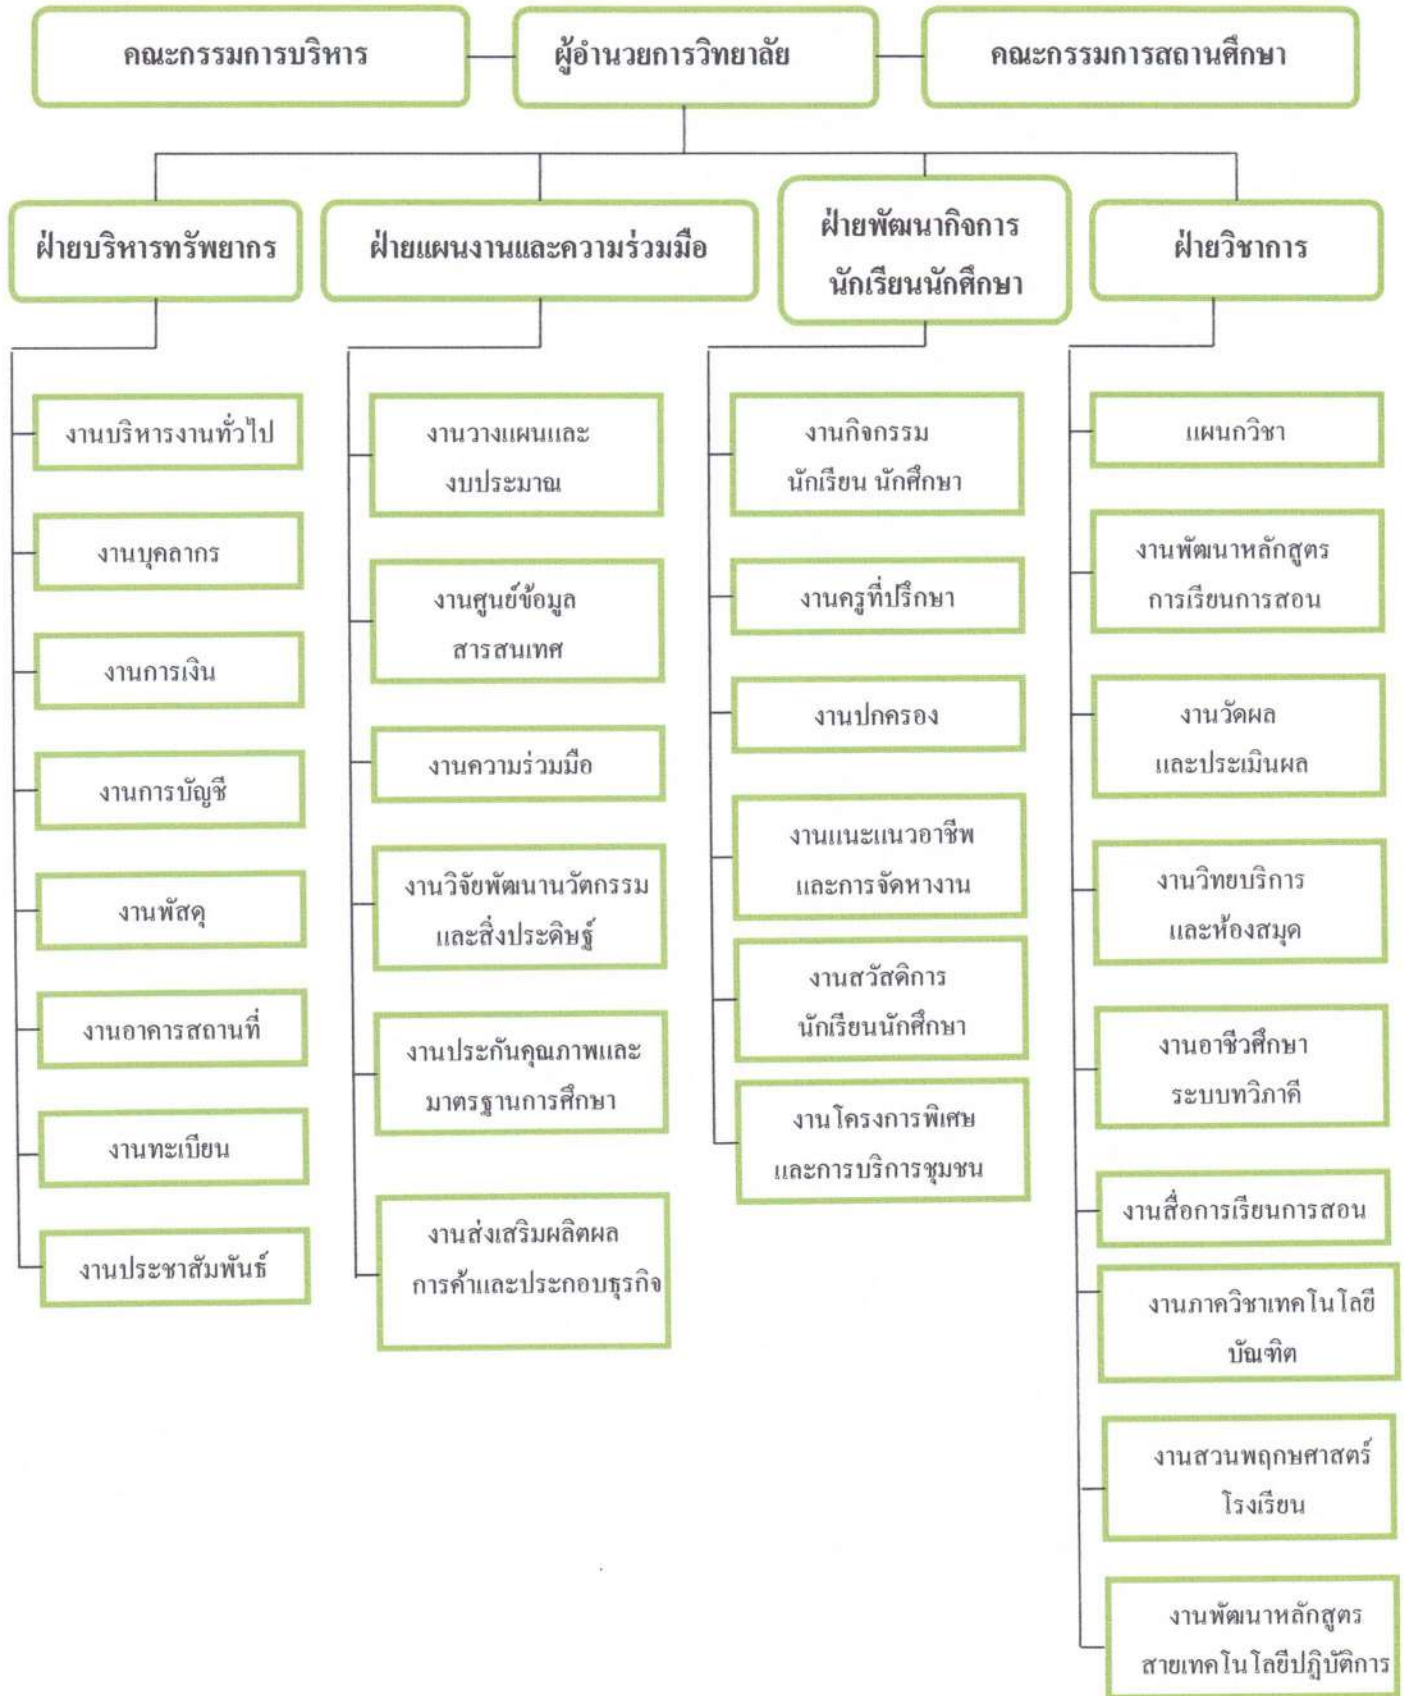 คณะกรรมการบริหาร
ผู้อำนวยการวิทยาลัย
คณะกรรมการสถานศึกษา
ฝ่ายบริหารทรัพยากร
ฝ่ายแผนงานและความร่วมมือ
ฝ่ายพัฒนากิจการ
นักเรียนนักศึกษา
ฝ่ายวิชาการ
งานบริหารงานทั่วไป
งานบุคลากร
งานการเงิน
งานการบัญชี
งานพัสดุ
งานอาคารสถานที่
งานทะเบียน
งานประชาสัมพันธ์
งานวางแผนและ
งบประมาณ
งานศูนย์ข้อมูล
สารสนเทศ
งานความร่วมมือ
งานวิจัยพัฒนานวัตกรรม
และสิ่งประดิษฐ์
งานประกันคุณภาพและ
มาตรฐานการศึกษา
งานส่งเสริมผลิตผล
การค้าและประกอบธุรกิจ
งานกิจกรรม
นักเรียน นักศึกษา
งานครูที่ปรึกษา
งานปกครอง
งานแนะแนวอาชีพ
และการจัดหางาน
งานสวัสดิการ
นักเรียนนักศึกษา
งานโครงการพิเศษ
และการบริการชุมชน
แผนกวิชา
งานพัฒนาหลักสูตร
การเรียนการสอน
งานวัดผล
และประเมินผล
งานวิทยบริการ
และห้องสมุด
งานอาชีวศึกษา
ระบบทวิภาคี
งานสื่อการเรียนการสอน
งานภาควิชาเทคโนโลยี
บัณฑิต
งานสวนพฤกษศาสตร์
โรงเรียน
งานพัฒนาหลักสูตร
สายเทคโนโลยีปฏิบัติการ